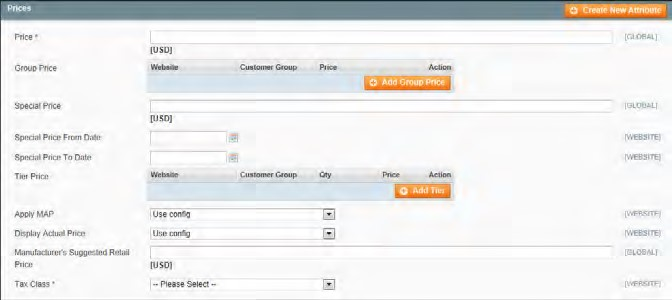 Prices
Create New Attribute
Price *
[GLOBAL]
[USD]
Group Price
Website Customer Group Price Action
Add Group Price
Special Price
[GLOBAL]
[USD]
Special Price From Date
[WEBSITE]
Special Price To Date
[WEBSITE]
Tier Price
Website Customer Group Qty Price Action
Add Tier
Apply MAP
Use config
[WEBSITE]
Display Actual Price
Use config
[WEBSITE]
Manufacturer's Suggested Retail
Price
[GLOBAL]
[USD]
Tax Class *
-- Please Select --
[WEBSITE]